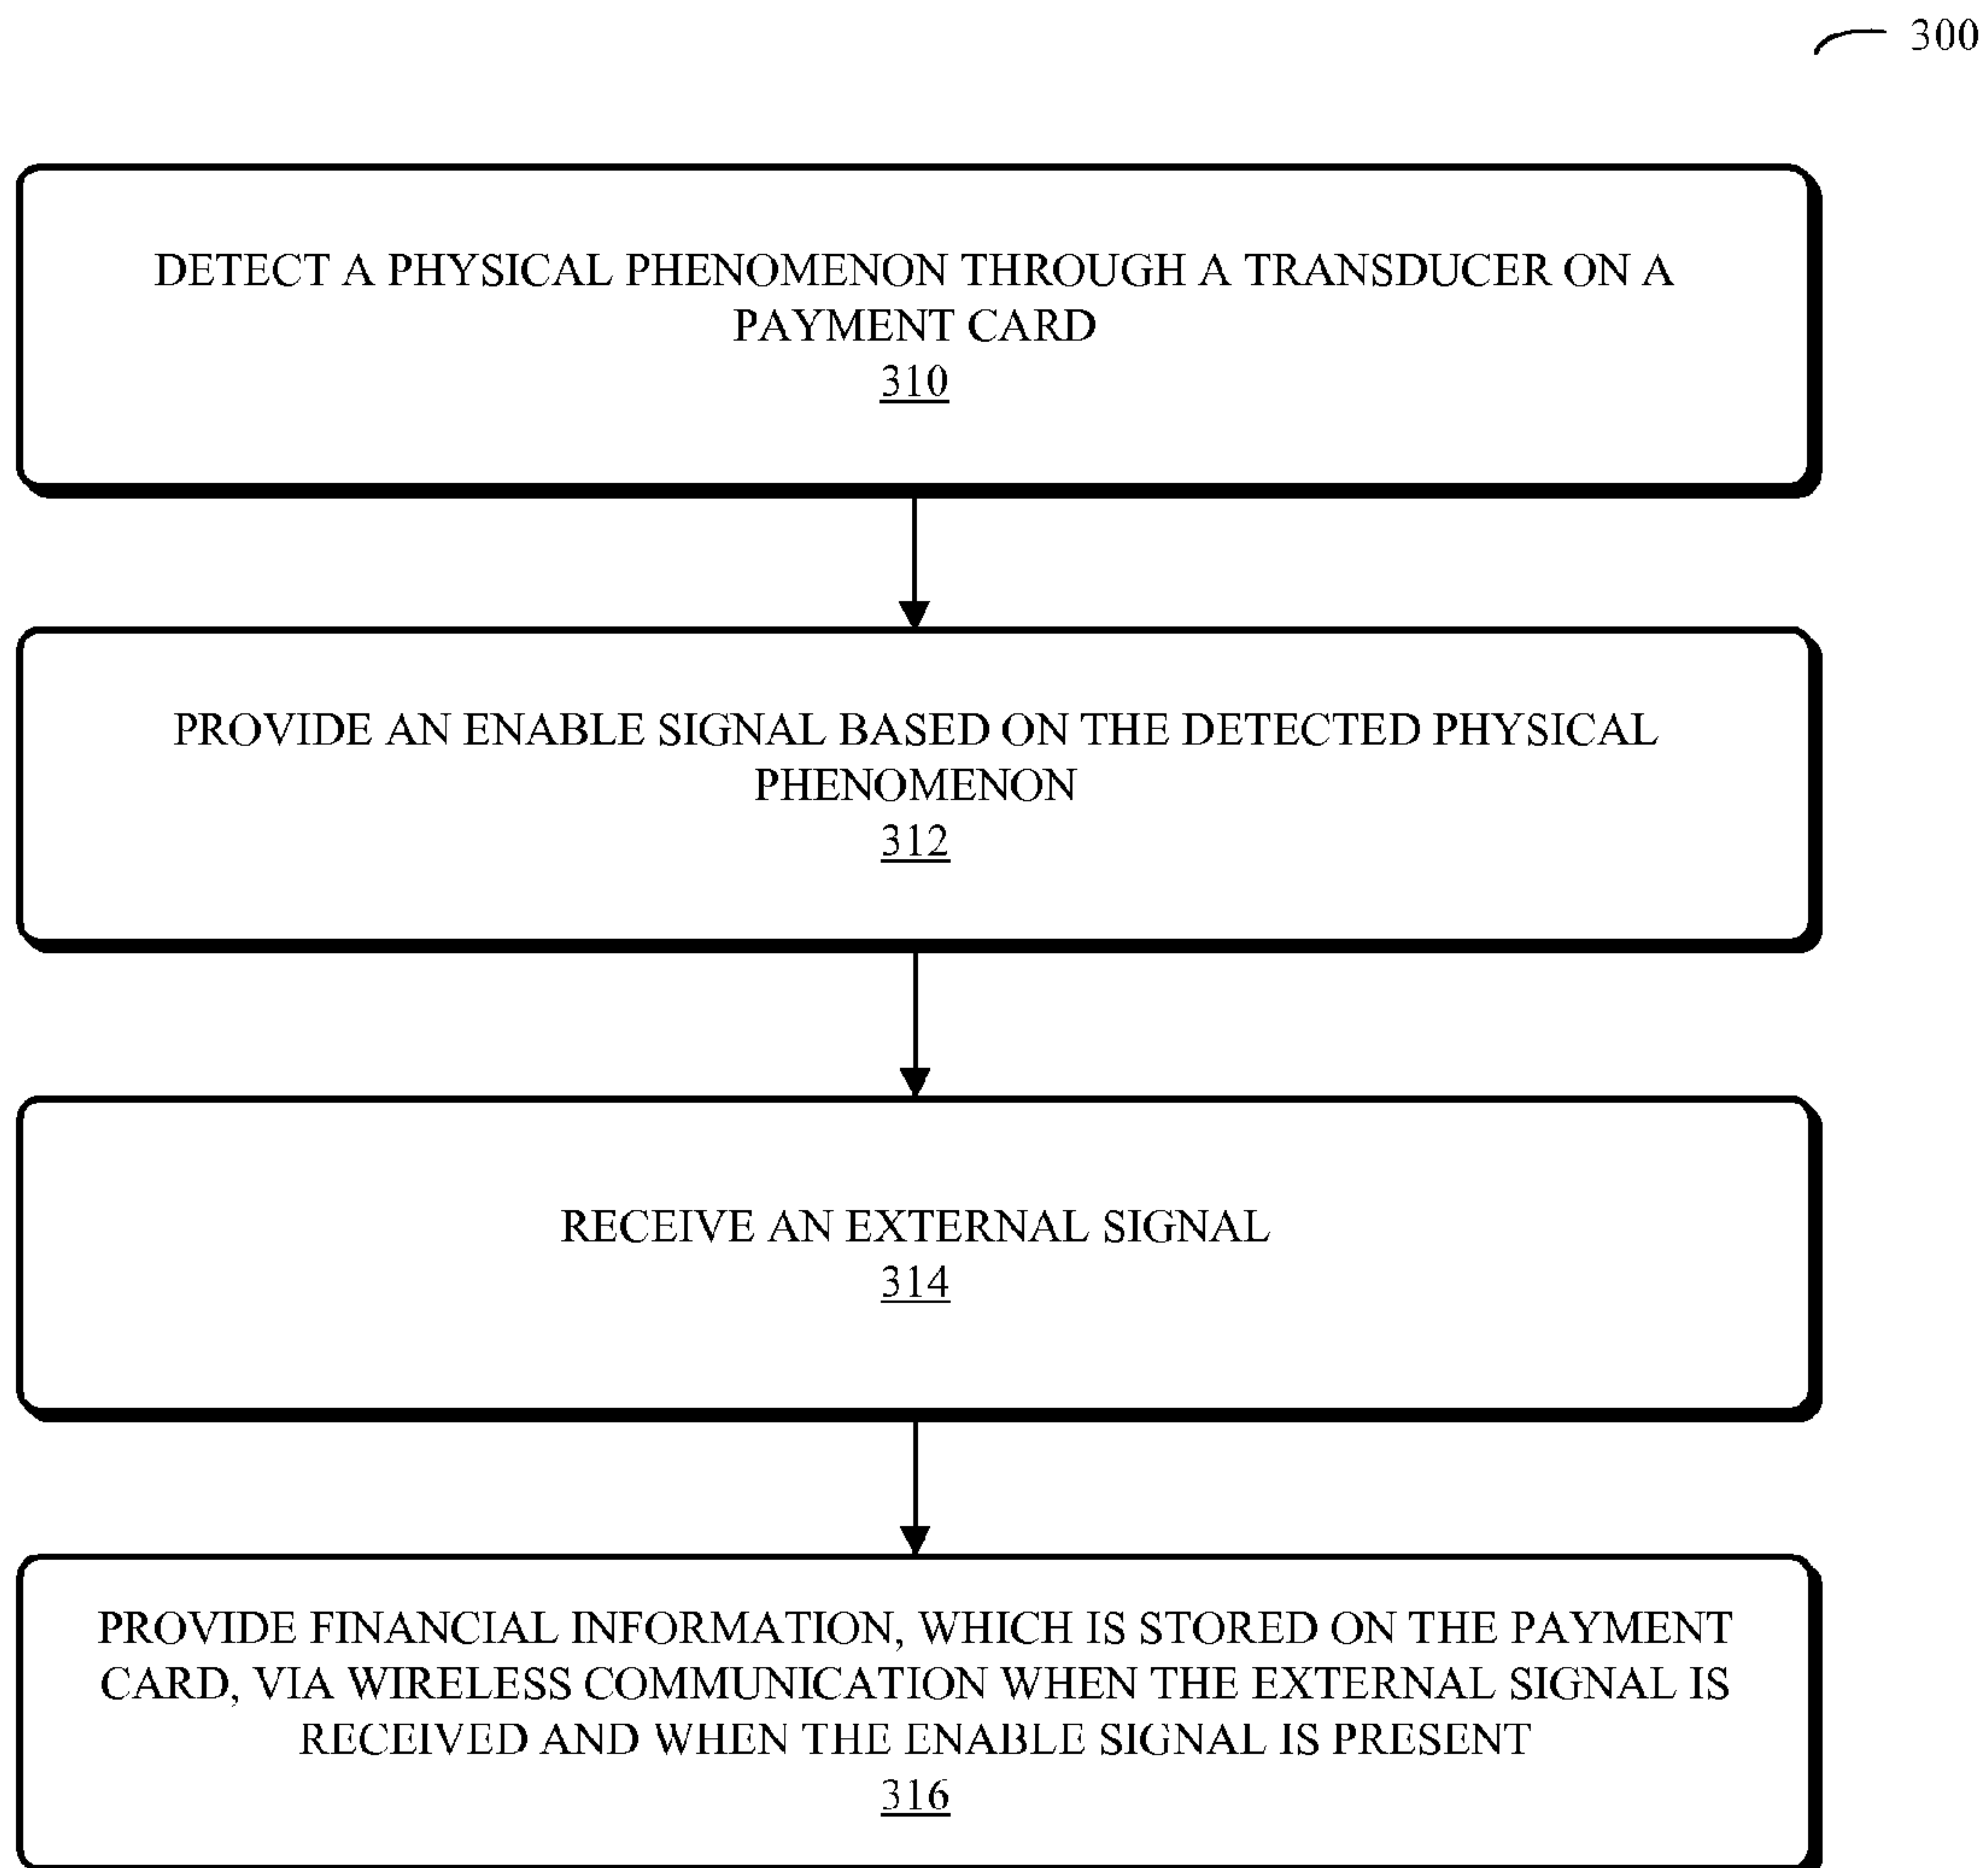 300
DETECT A PHYSICAL PHENOMENON THROUGH A TRANSDUCER ON A
PAYMENT CARD
310
PROVIDE AN ENABLE SIGNAL BASED ON THE DETECTED PHYSICAL
PHENOMENON
312
RECEIVE AN EXTERNAL SIGNAL
314
PROVIDE FINANCIAL INFORMATION, WHICH IS STORED ON THE PAYMENT
CARD, VIA WIRELESS COMMUNICATION WHEN THE EXTERNAL SIGNAL IS
RECEIVED AND WHEN THE ENABLE SIGNAL IS PRESENT
316